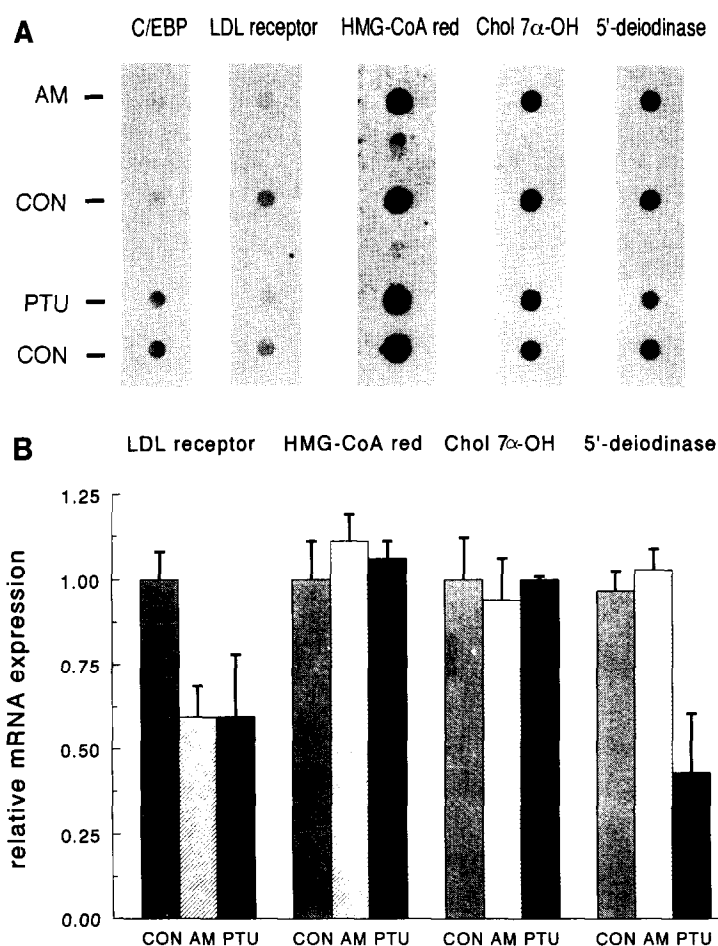 A
C/EBP LDL receptor HMG-CoA red Chol 7α-OH 5'-deiodinase
AM
CON
PTU
CON
B
LDL receptor HMG-CoA red Chol 7α-OH 5'-deiodinase
relative mRNA expression
1.25
1.00
0.75
0.50
0.25
0.00
CON AM PTU CON AM PTU CON AM PTU CON AM PTU